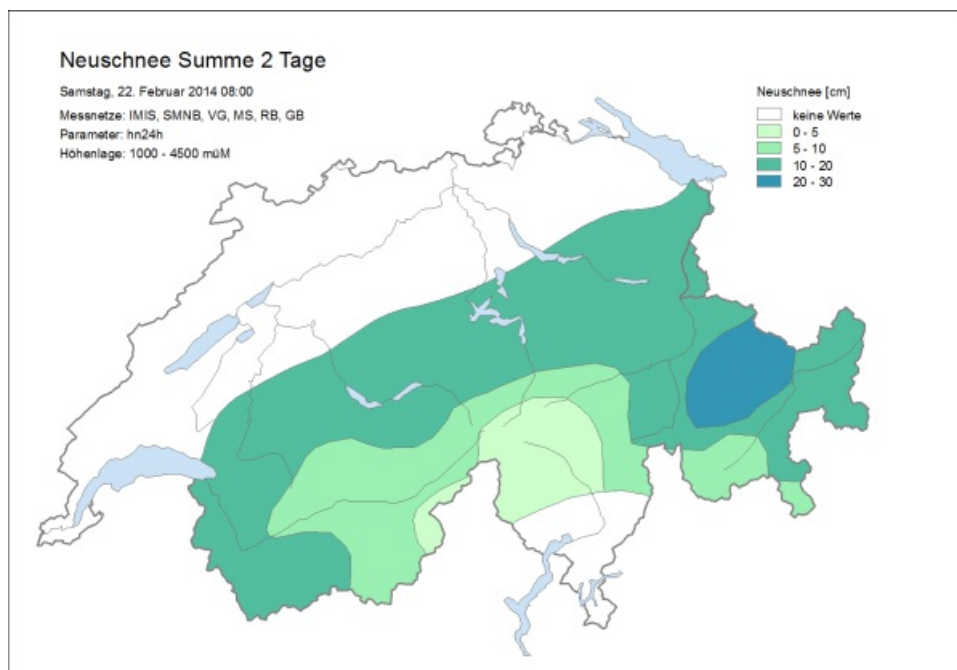 Neuschnee Summe 2 Tage
Samstag, 22. Februar 2014 08:00
Messnetze: IMIS, SMNB, VG, MS, RB, GB
Parameter: hn24h
Höhenlage: 1000 - 4500 müM
Neuschnee [cm]
keine Werte
0 - 5
5 - 10
10 - 20
20 - 30